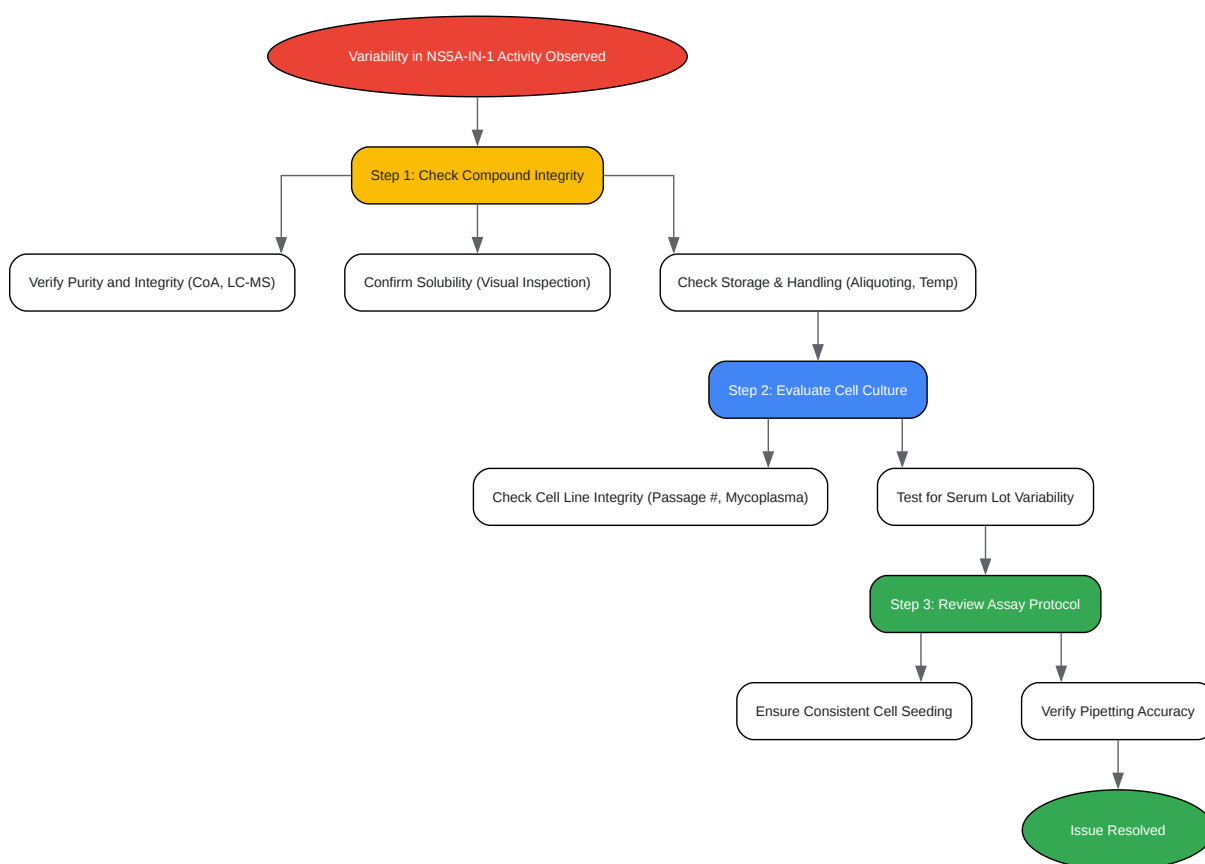 Variability in NS5A-IN-1 Activity Observed
Step 1: Check Compound Integrity
Verify Purity and Integrity (CoA, LC-MS)
Confirm Solubility (Visual Inspection)
Check Storage & Handling (Aliquoting, Temp)
Step 2: Evaluate Cell Culture
Check Cell Line Integrity (Passage #, Mycoplasma)
Test for Serum Lot Variability
Step 3: Review Assay Protocol
Ensure Consistent Cell Seeding
Verify Pipetting Accuracy
Issue Resolved